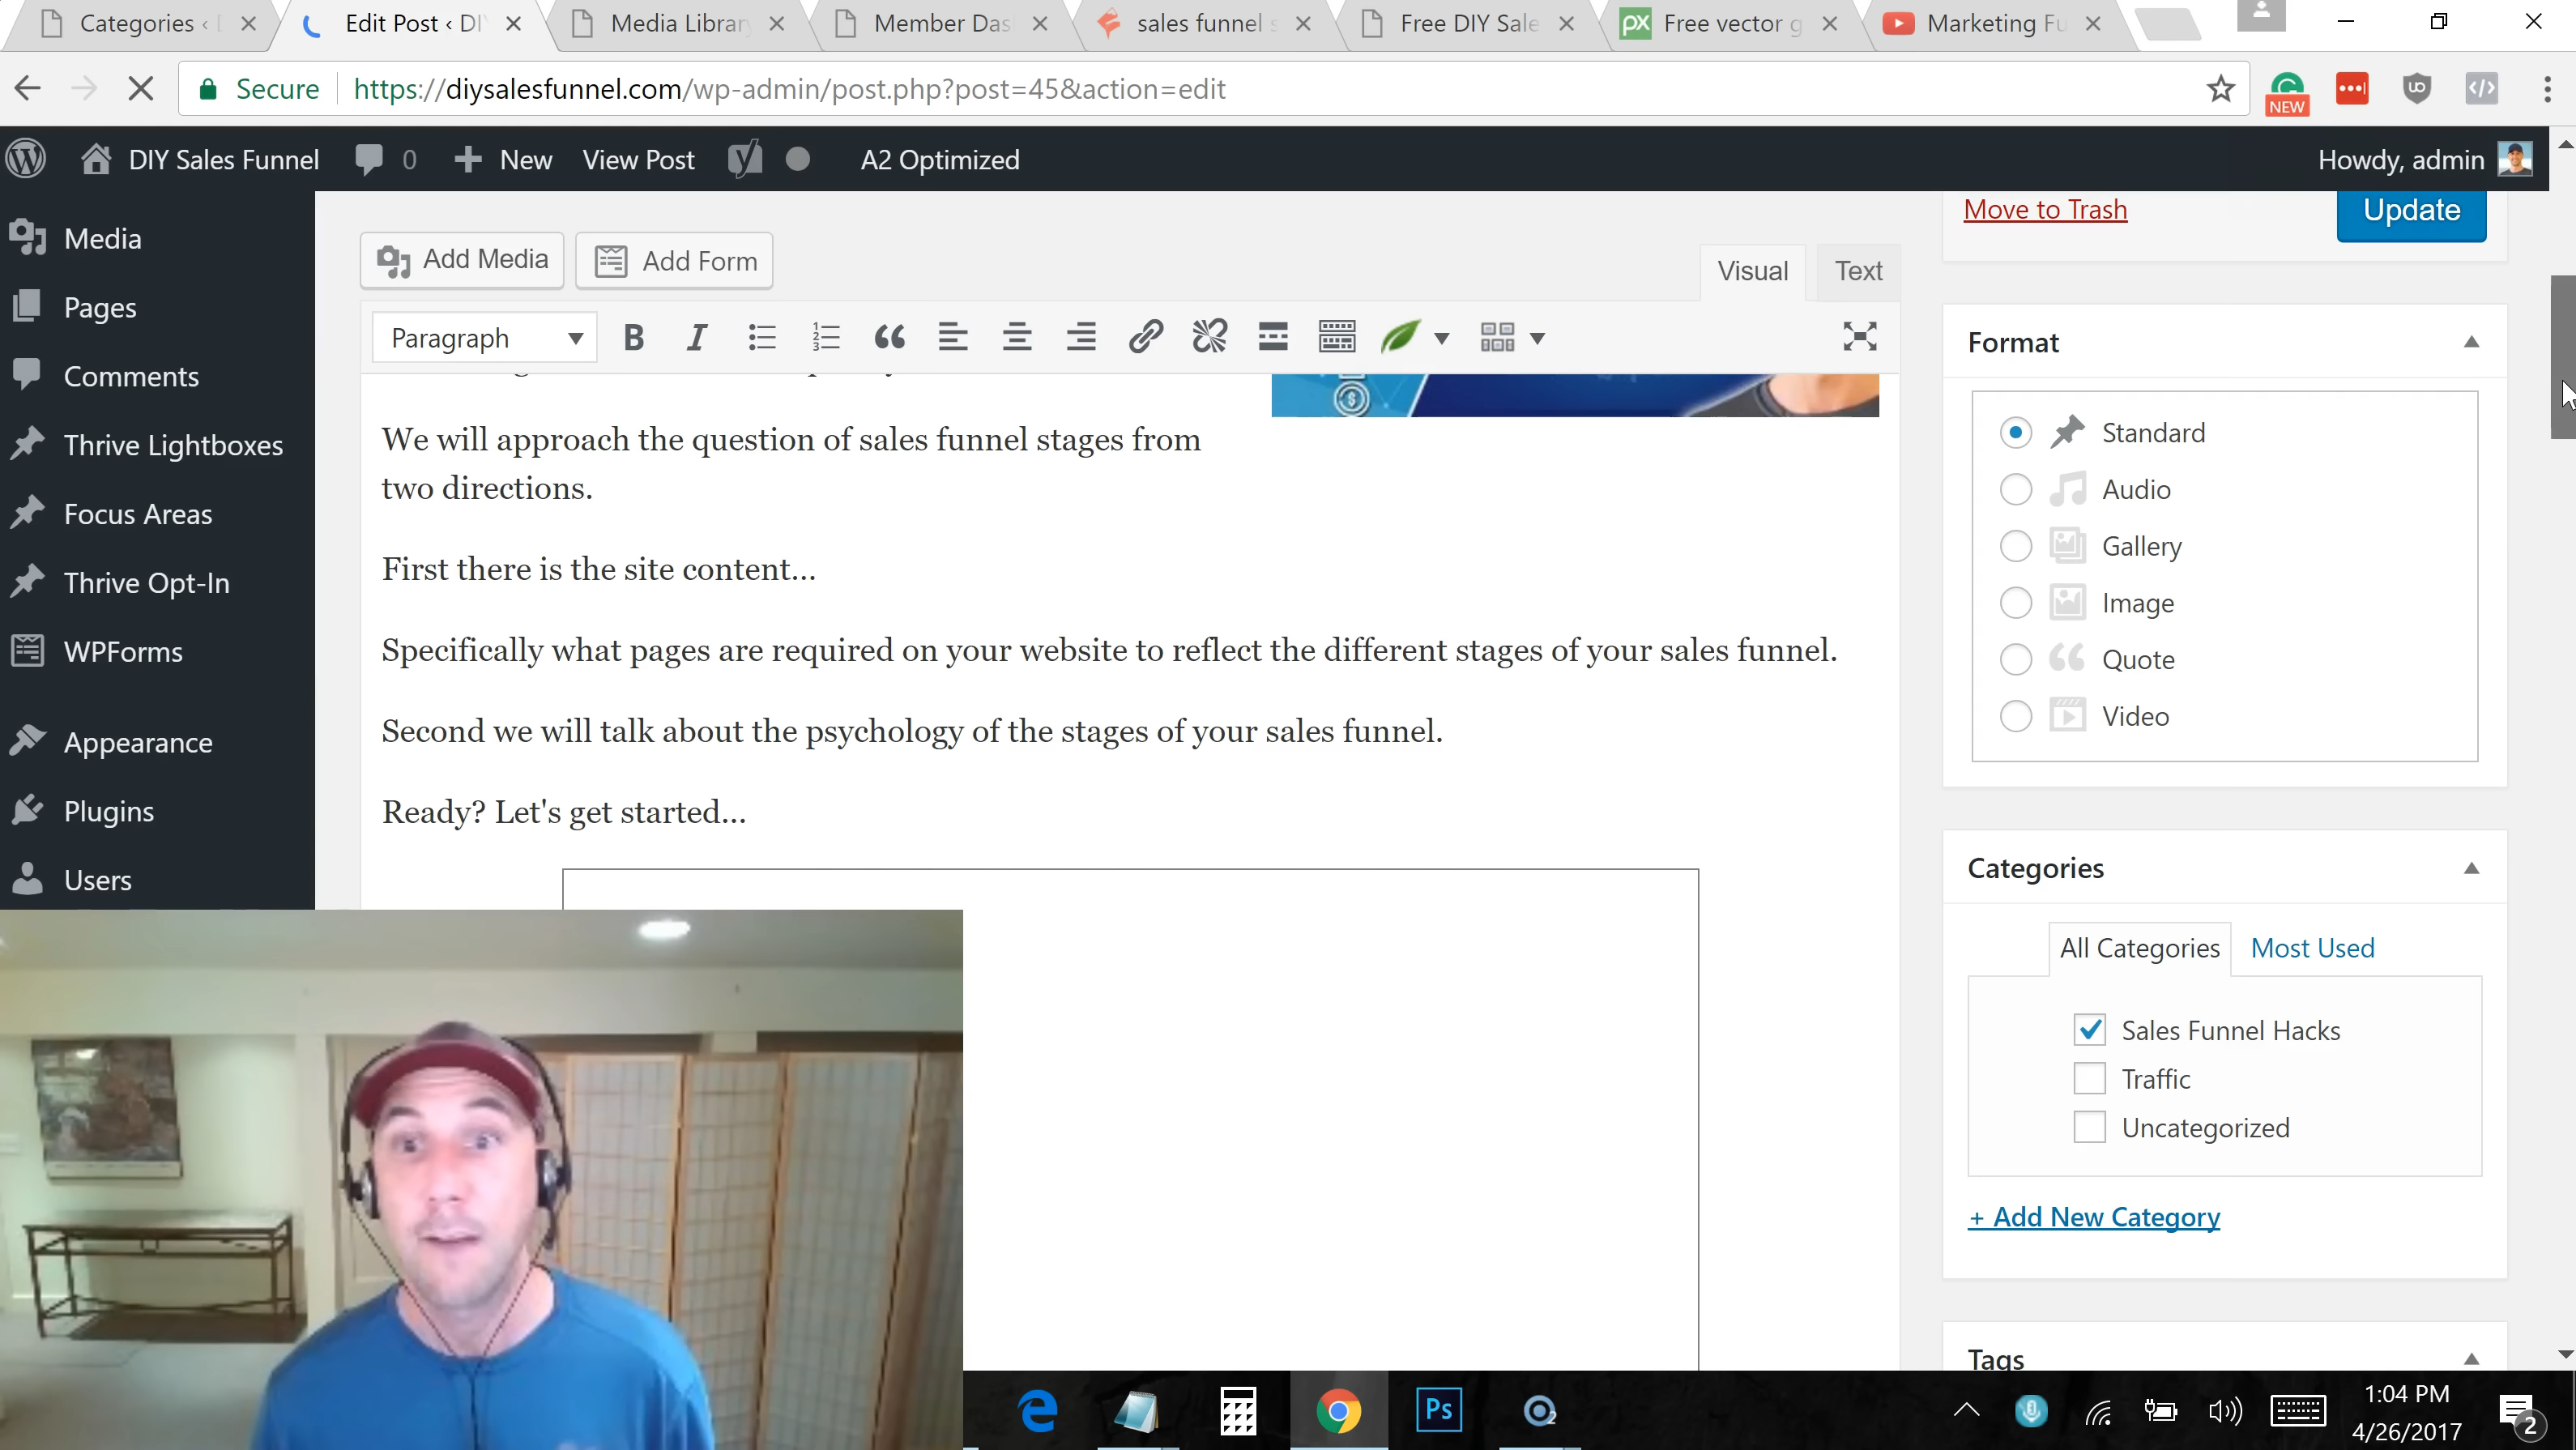 Categories ‹
Edit Post ‹ DIY
Media Library
Member Das
sales funnel s
Free DIY Sale
px Free vector g
Marketing Fu
Secure https://diysalesfunnel.com/wp-admin/post.php?post=45&action=edit
NEW
DIY Sales Funnel 0 New View Post A2 Optimized Howdy, admin
Media
Pages
Comments
Thrive Lightboxes
Focus Areas
Thrive Opt-In
WPForms
Appearance
Plugins
Users
Add Media Add Form
Visual Text
Paragraph B I
We will approach the question of sales funnel stages from
two directions.
First there is the site content...
Specifically what pages are required on your website to reflect the different stages of your sales funnel.
Second we will talk about the psychology of the stages of your sales funnel.
Ready? Let's get started...
Move to Trash Update
Format
Standard
Audio
Gallery
Image
Quote
Video
Categories
All Categories Most Used
Sales Funnel Hacks
Traffic
Uncategorized
+ Add New Category
Tags
Ps
1:04 PM
4/26/2017
2